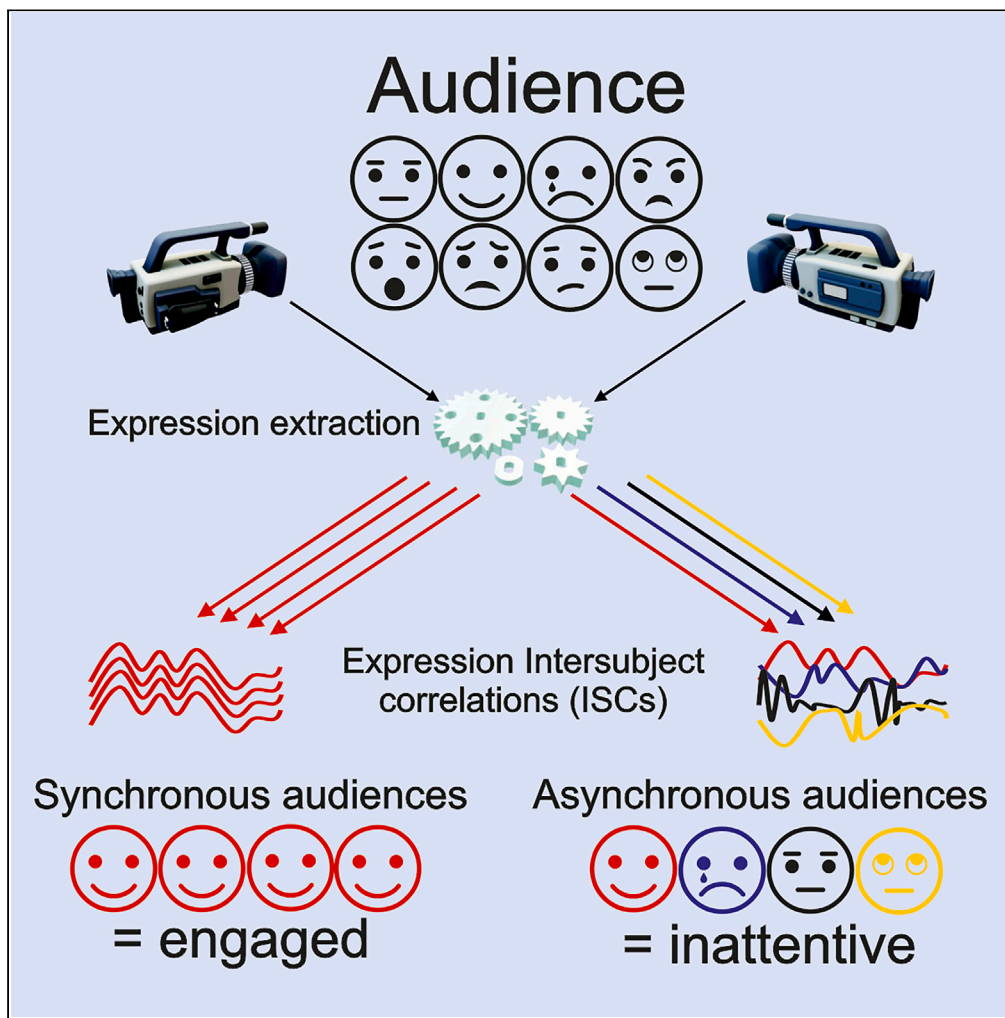 Audience
Expression extraction
Expression Intersubject
correlations (ISCs)
Synchronous audiences
= engaged
Asynchronous audiences
= inattentive